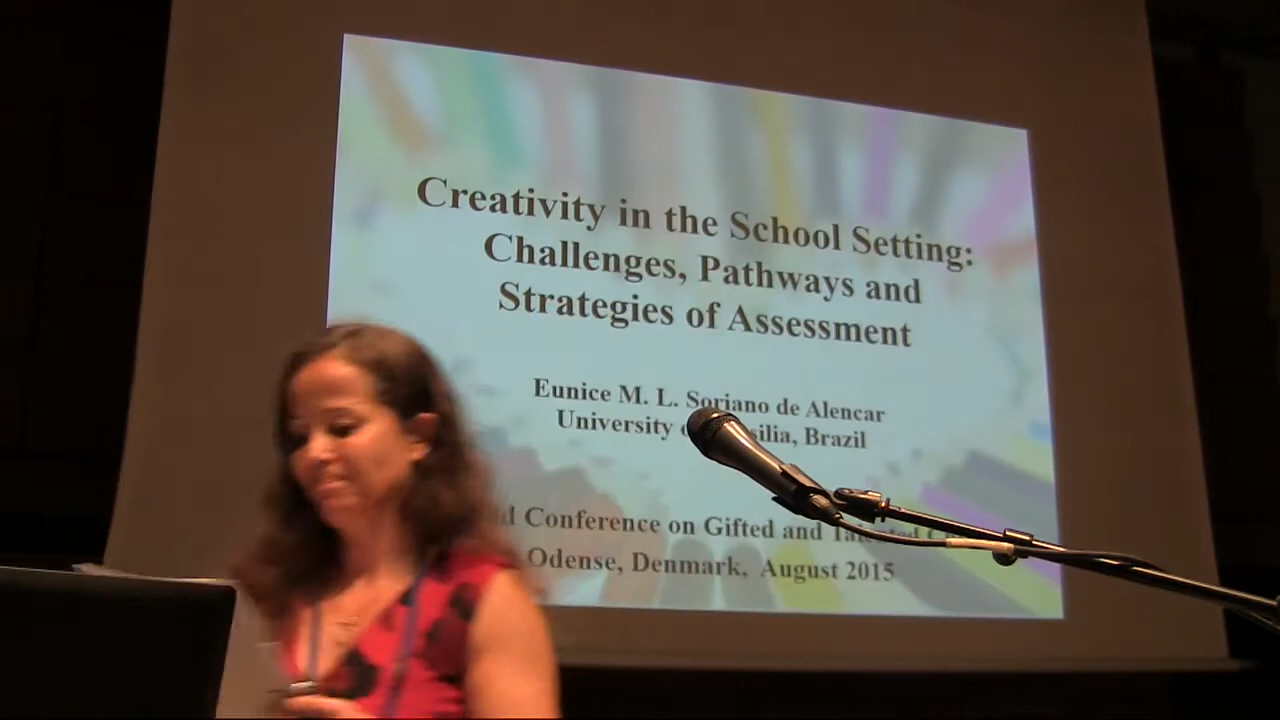 Creativity in the School Setting:
Challenges, Pathways and
Strategies of Assessment
Eunice M. L. Soriano de Alencar
University Brazil
Conference on Gifted and Talented
Odense, Denmark, August 2015